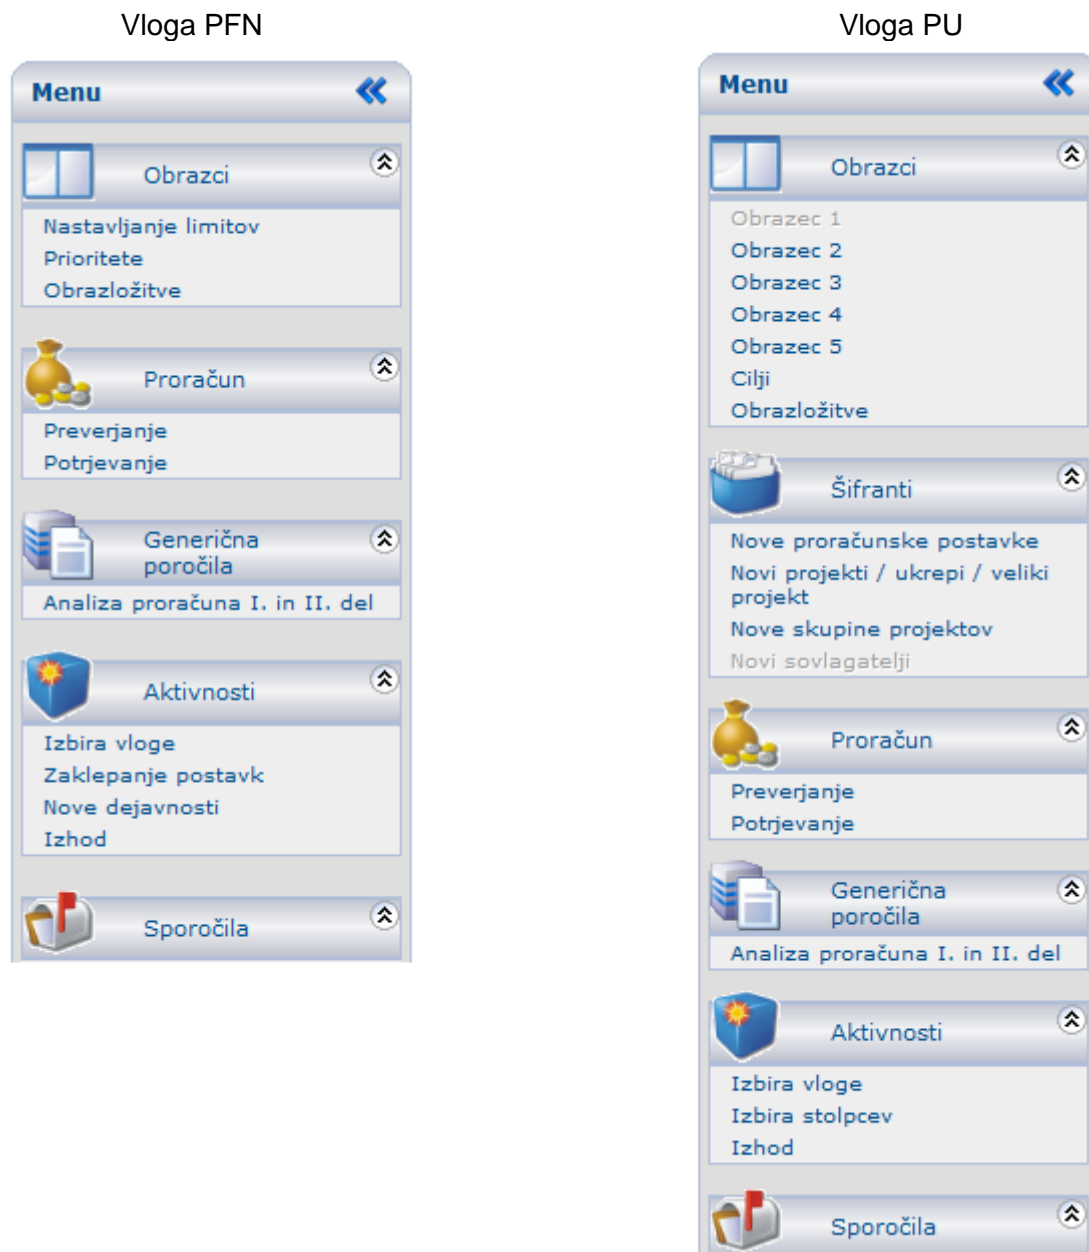 Vloga PFN
Menu
Obrazci
Nastavljanje limitov
Prioritete
Obrazložitve
Proračun
Preverjanje
Potrjevanje
Generična
poročila
Analiza proračuna I. in II. del
Aktivnosti
Izbira vloge
Zaklepanje postavk
Nove dejavnosti
Izhod
Sporočila
Vloga PU
Menu
Obrazci
Obrazec 1
Obrazec 2
Obrazec 3
Obrazec 4
Obrazec 5
Cilji
Obrazložitve
Šifranti
Nove proračunske postavke
Novi projekti / ukrepi / veliki
projekt
Nove skupine projektov
Novi sovlagatelji
Proračun
Preverjanje
Potrjevanje
Generična
poročila
Analiza proračuna I. in II. del
Aktivnosti
Izbira vloge
Izbira stolpcev
Izhod
Sporočila